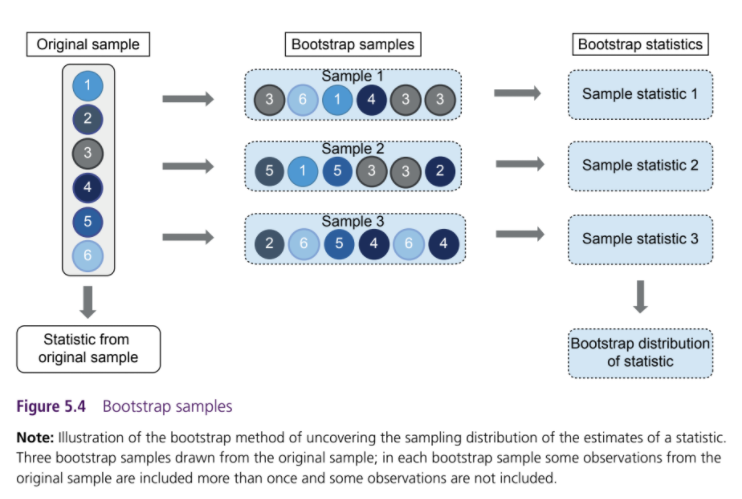 Original sample
Bootstrap samples
Bootstrap statistics
1
2
3
4
5
6
Sample 1
3 6 1 4 3 3
Sample statistic 1
Sample 2
5 1 5 3 3 2
Sample statistic 2
Sample 3
2 6 5 4 6 4
Sample statistic 3
Statistic from
original sample
Bootstrap distribution
of statistic
Figure 5.4 Bootstrap samples
Note: Illustration of the bootstrap method of uncovering the sampling distribution of the estimates of a statistic.
Three bootstrap samples drawn from the original sample; in each bootstrap sample some observations from the
original sample are included more than once and some observations are not included.